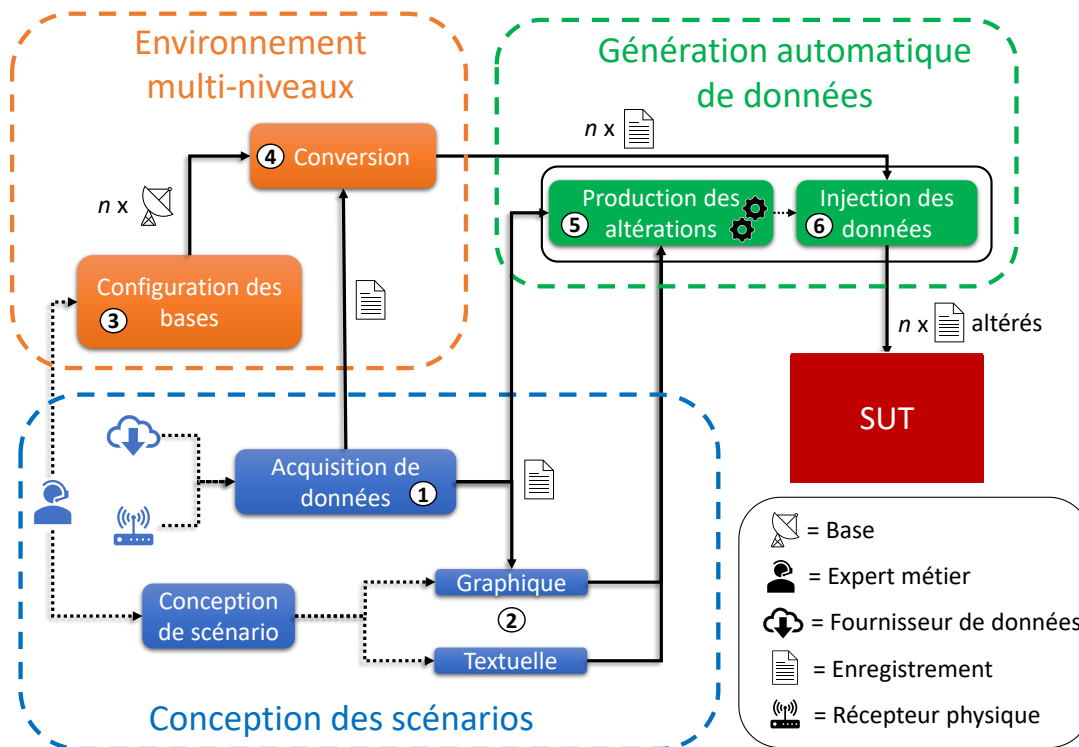 Environnement
multi-niveaux
Génération automatique
de données
n x
4 Conversion
n x
Production des
5 altérations
Injection des
6 données
Configuration des
3 bases
n x altérés
SUT
Acquisition de
données 1
Conception
de scénario
Graphique
2
Textuelle
Conception des scénarios
= Base
= Expert métier
= Fournisseur de données
= Enregistrement
= Récepteur physique